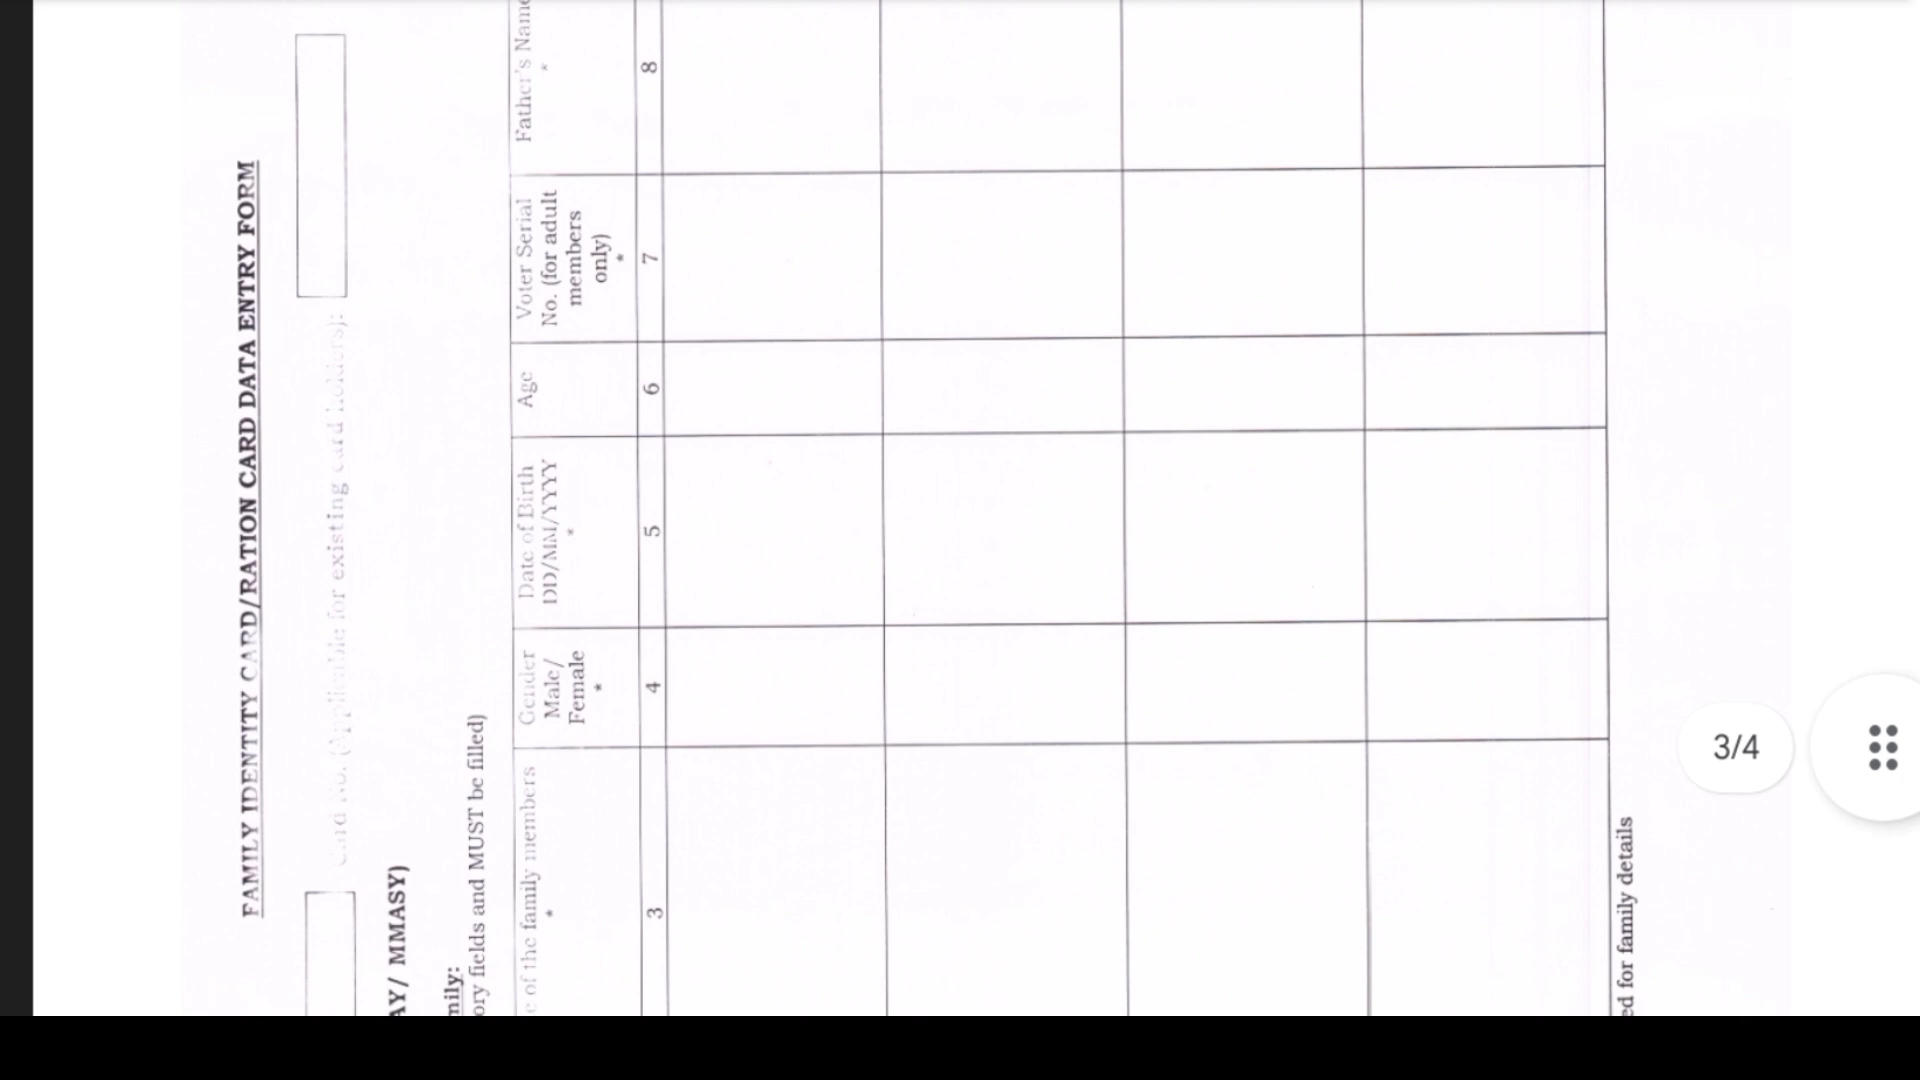 FAMILY IDENTITY CARD/RATION CARD DATA ENTRY FORM
Card No. (Applicable for existing card holders):
AY/ MMASY)
mily:
ory fields and MUST be filled)
e of the family members
*
Gender
Male/
Female
*
Date of Birth
DD/MM/YYYY
*
Age
Voter Serial
No. (for adult
members
only)
*
Father's Name
*
3
4
5
6
7
8
ed for family details
3/4